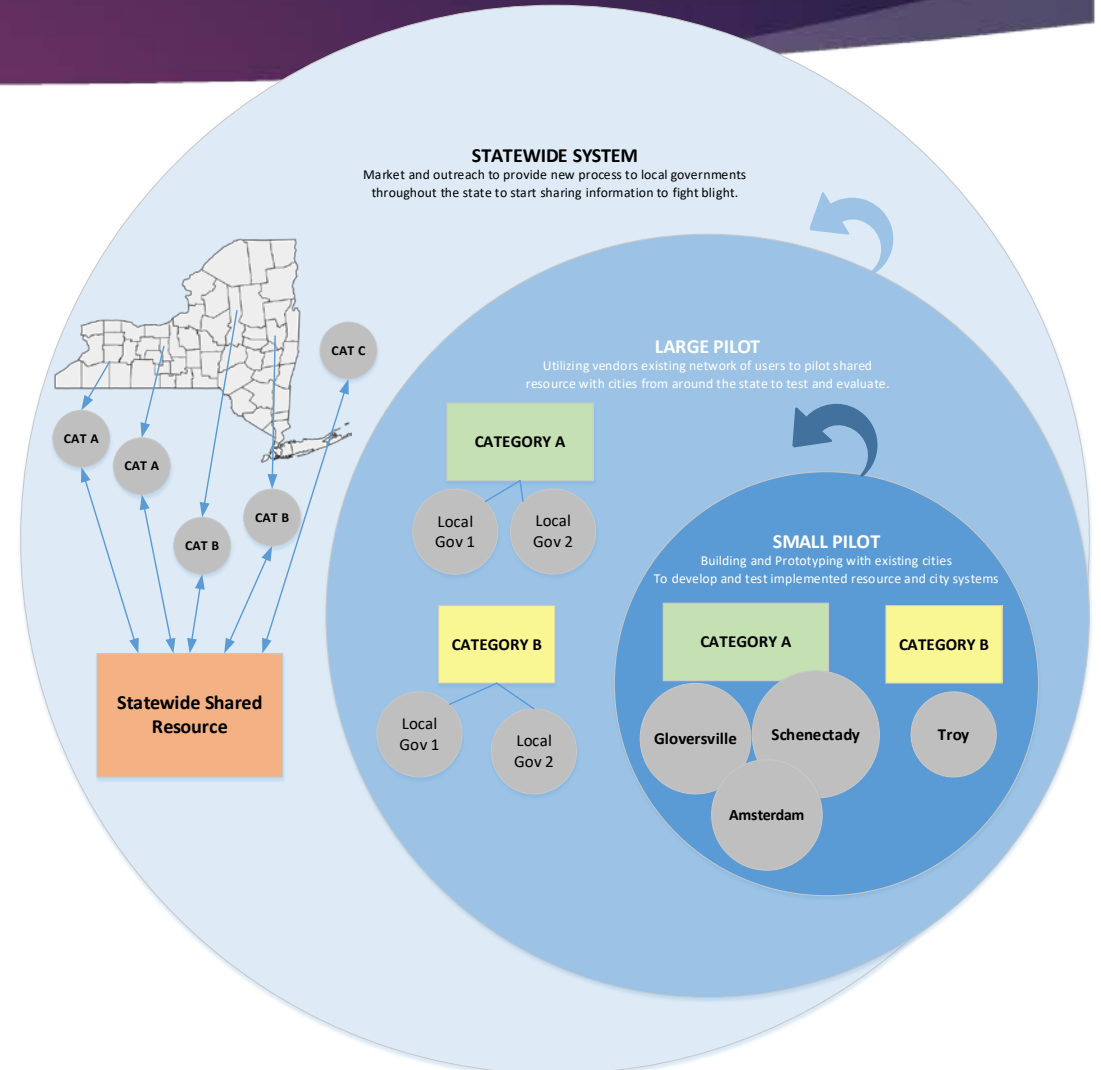 STATEWIDE SYSTEM
Market and outreach to provide new process to local governments
throughout the state to start sharing information to fight blight.
CAT C
CAT A
CAT A
CAT B
CAT B
Statewide Shared
Resource
LARGE PILOT
Utilizing vendors existing network of users to pilot shared
resource with cities from around the state to test and evaluate.
CATEGORY A
Local
Gov 1
Local
Gov 2
CATEGORY B
Local
Gov 1
Local
Gov 2
SMALL PILOT
Building and Prototyping with existing cities
To develop and test implemented resource and city systems
CATEGORY A
CATEGORY B
Gloversville
Schenectady
Troy
Amsterdam